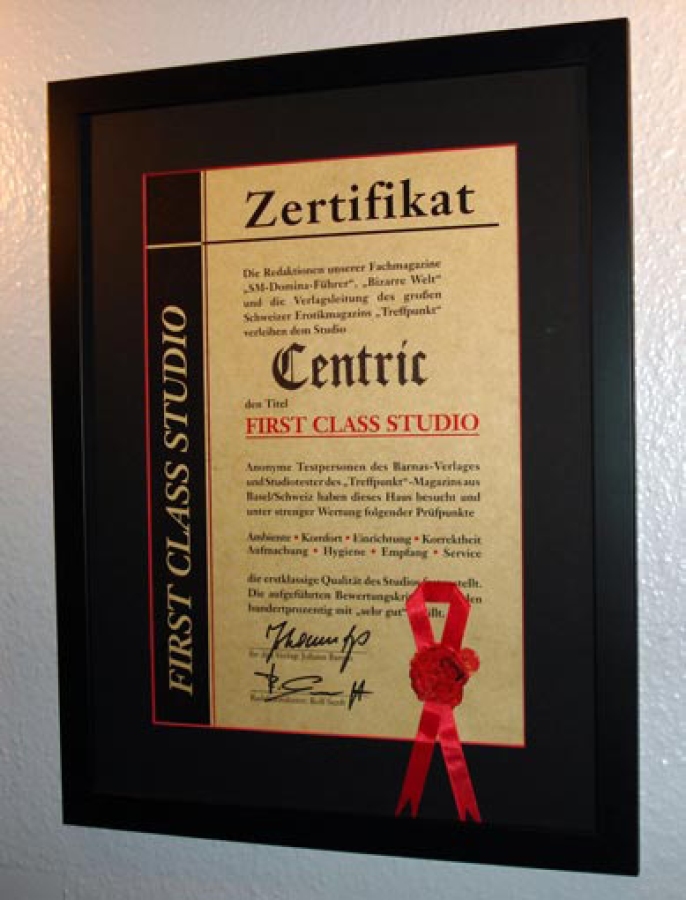 FIRST CLASS STUDIO
Zertifikat
Die Redaktionen unserer Fachmagazine
„SM-Domina-Führer“, „Bizarre Welt“
und die Verlagsleitung des großen
Schweizer Erotikmagazins „Treffpunkt“
verleihen dem Studio
Centric
den Titel
FIRST CLASS STUDIO
Anonyme Testpersonen des Barnas-Verlages
und Studiotester des „Treffpunkt“-Magazins aus
Basel/Schweiz haben dieses Haus besucht und
unter strenger Wertung folgender Prüfpunkte
Ambiente • Komfort • Einrichtung • Korrektheit
Aufmachung • Hygiene • Empfang • Service
die erstklassige Qualität des Studios
Die aufgeführten
hundertprozentig mit „sehr gut“
Verlag: Johann
Rolf